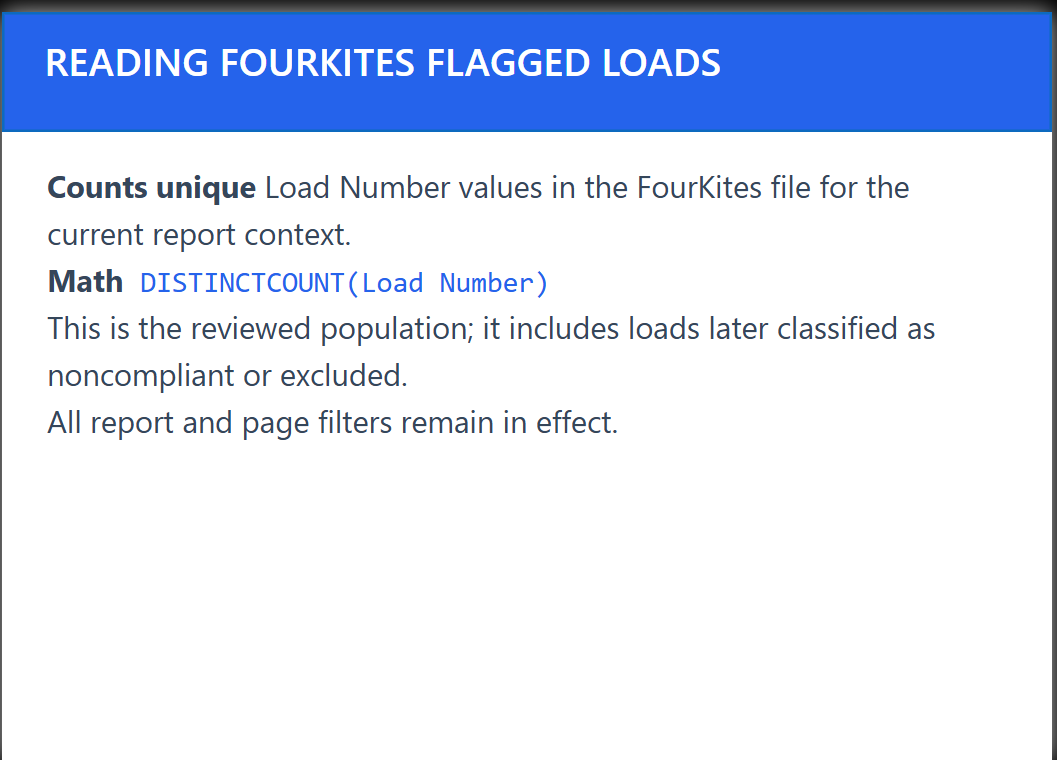 READING FOURKITES FLAGGED LOADS
Counts unique Load Number values in the FourKites file for the
current report context.
Math DISTINCTCOUNT(Load Number)
This is the reviewed population; it includes loads later classified as
noncompliant or excluded.
All report and page filters remain in effect.